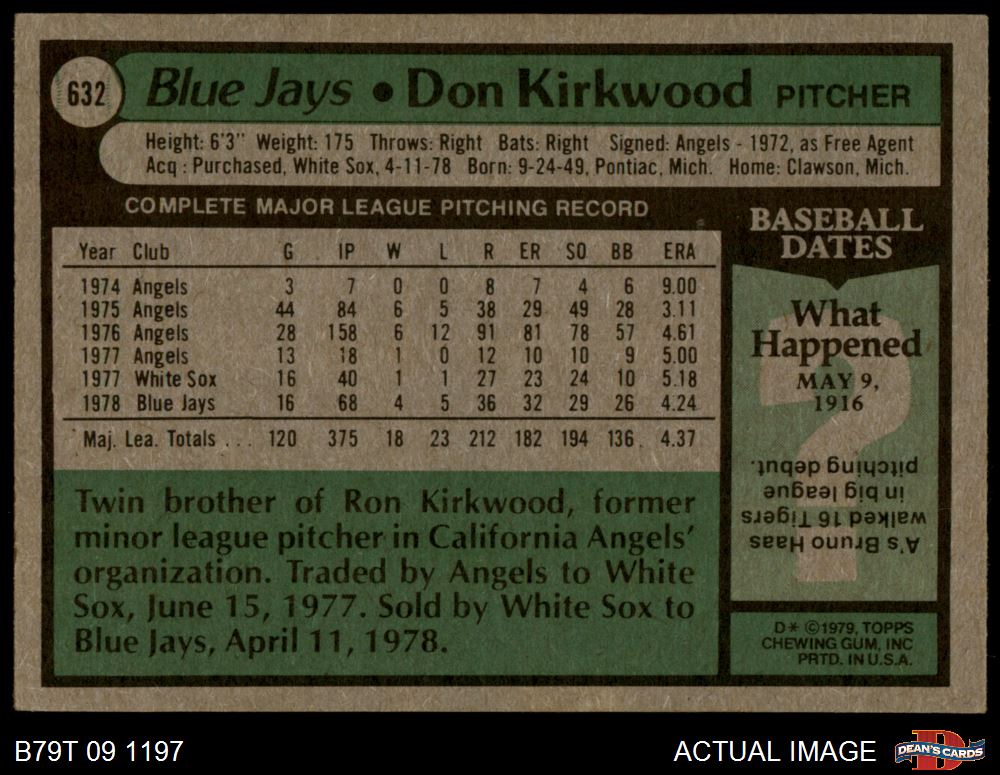 632 Blue Jays • Don Kirkwood PITCHER
Height: 6'3" Weight: 175 Throws: Right Bats: Right Signed: Angels - 1972, as Free Agent
Acq : Purchased, White Sox, 4-11-78 Born: 9-24-49, Pontiac, Mich. Home: Clawson, Mich.
COMPLETE MAJOR LEAGUE PITCHING RECORD
Year Club G IP W L R ER SO BB ERA
1974 Angels 3 7 0 0 8 7 4 6 9.00
1975 Angels 44 84 6 5 38 29 49 28 3.11
1976 Angels 28 158 6 12 91 81 78 57 4.61
1977 Angels 13 18 1 0 12 10 10 9 5.00
1977 White Sox 16 40 1 1 27 23 24 10 5.18
1978 Blue Jays 16 68 4 5 36 32 29 26 4.24
Maj. Lea. Totals . . . 120 375 18 23 212 182 194 136 4.37
Twin brother of Ron Kirkwood, former
minor league pitcher in California Angels'
organization. Traded by Angels to White
Sox, June 15, 1977. Sold by White Sox to
Blue Jays, April 11, 1978.
BASEBALL
DATES
What
Happened
MAY 9,
1916
?
A's Bruno Haas
walked 16 Tigers
in big league
pitching debut.
D* ©1979, TOPPS
CHEWING GUM, INC
PRTD. IN U.S.A.
B79T 09 1197
ACTUAL IMAGE
D
DEAN'S CARDS